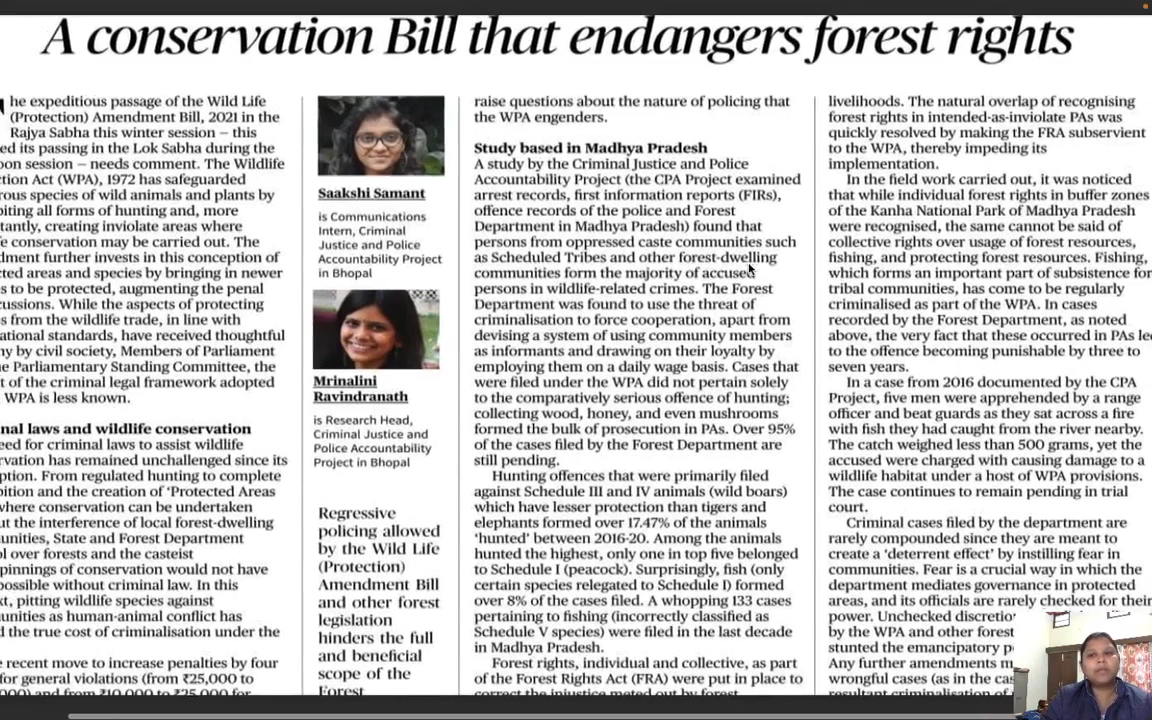 A conservation Bill that endangers forest rights
he expeditious passage of the Wild Life
(Protection) Amendment Bill, 2021 in the
Rajya Sabha this winter session – this
ed its passing in the Lok Sabha during the
oon session – needs comment. The Wildlife
ction Act (WPA), 1972 has safeguarded
rous species of wild animals and plants by
biting all forms of hunting and, more
tantly, creating inviolate areas where
e conservation may be carried out. The
dment further invests in this conception of
cted areas and species by bringing in newer
es to be protected, augmenting the penal
cussions. While the aspects of protecting
s from the wildlife trade, in line with
ational standards, have received thoughtful
ny by civil society, Members of Parliament
e Parliamentary Standing Committee, the
t of the criminal legal framework adopted
WPA is less known.
nal laws and wildlife conservation
eed for criminal laws to assist wildlife
rvation has remained unchallenged since its
ption. From regulated hunting to complete
bition and the creation of ‘Protected Areas
where conservation can be undertaken
ut the interference of local forest-dwelling
unities, State and Forest Department
ol over forests and the casteist
pinnings of conservation would not have
possible without criminal law. In this
xt, pitting wildlife species against
unities as human-animal conflict has
d the true cost of criminalisation under the
e recent move to increase penalties by four
for general violations (from ₹25,000 to
000) and from ₹10,000 to ₹25,000 for
Saakshi Samant
is Communications
Intern, Criminal
Justice and Police
Accountability Project
in Bhopal
Mrinalini
Ravindranath
is Research Head,
Criminal Justice and
Police Accountability
Project in Bhopal
Regressive
policing allowed
by the Wild Life
(Protection)
Amendment Bill
and other forest
legislation
hinders the full
and beneficial
scope of the
Forest
raise questions about the nature of policing that
the WPA engenders.
Study based in Madhya Pradesh
A study by the Criminal Justice and Police
Accountability Project (the CPA Project examined
arrest records, first information reports (FIRs),
offence records of the police and Forest
Department in Madhya Pradesh) found that
persons from oppressed caste communities such
as Scheduled Tribes and other forest-dwelling
communities form the majority of accused
persons in wildlife-related crimes. The Forest
Department was found to use the threat of
criminalisation to force cooperation, apart from
devising a system of using community members
as informants and drawing on their loyalty by
employing them on a daily wage basis. Cases that
were filed under the WPA did not pertain solely
to the comparatively serious offence of hunting;
collecting wood, honey, and even mushrooms
formed the bulk of prosecution in PAs. Over 95%
of the cases filed by the Forest Department are
still pending.
Hunting offences that were primarily filed
against Schedule III and IV animals (wild boars)
which have lesser protection than tigers and
elephants formed over 17.47% of the animals
‘hunted’ between 2016-20. Among the animals
hunted the highest, only one in top five belonged
to Schedule I (peacock). Surprisingly, fish (only
certain species relegated to Schedule I) formed
over 8% of the cases filed. A whopping 133 cases
pertaining to fishing (incorrectly classified as
Schedule V species) were filed in the last decade
in Madhya Pradesh.
Forest rights, individual and collective, as part
of the Forest Rights Act (FRA) were put in place to
correct the injustice meted out by forest
livelihoods. The natural overlap of recognising
forest rights in intended-as-inviolate PAs was
quickly resolved by making the FRA subservient
to the WPA, thereby impeding its
implementation.
In the field work carried out, it was noticed
that while individual forest rights in buffer zones
of the Kanha National Park of Madhya Pradesh
were recognised, the same cannot be said of
collective rights over usage of forest resources,
fishing, and protecting forest resources. Fishing,
which forms an important part of subsistence for
tribal communities, has come to be regularly
criminalised as part of the WPA. In cases
recorded by the Forest Department, as noted
above, the very fact that these occurred in PAs led
to the offence becoming punishable by three to
seven years.
In a case from 2016 documented by the CPA
Project, five men were apprehended by a range
officer and beat guards as they sat across a fire
with fish they had caught from the river nearby.
The catch weighed less than 500 grams, yet the
accused were charged with causing damage to a
wildlife habitat under a host of WPA provisions.
The case continues to remain pending in trial
court.
Criminal cases filed by the department are
rarely compounded since they are meant to
create a ‘deterrent effect’ by instilling fear in
communities. Fear is a crucial way in which the
department mediates governance in protected
areas, and its officials are rarely checked for their
power. Unchecked discretio
by the WPA and other forest
stunted the emancipatory p
Any further amendments m
wrongful cases (as in the cas
resultant criminalisation of